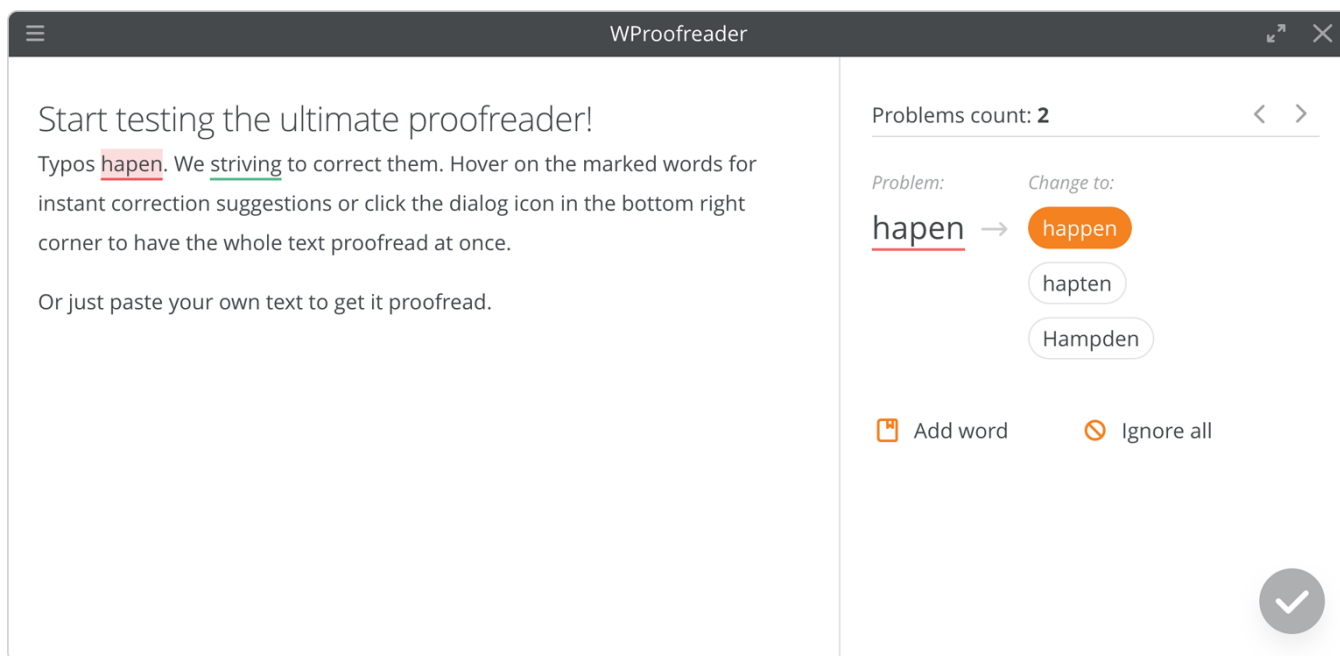 WProofreader
Start testing the ultimate proofreader!
Typos hapen. We striving to correct them. Hover on the marked words for
instant correction suggestions or click the dialog icon in the bottom right
corner to have the whole text proofread at once.
Or just paste your own text to get it proofread.
Problems count: 2
Problem:
Change to:
hapen → happen
hapten
Hampden
Add word
Ignore all